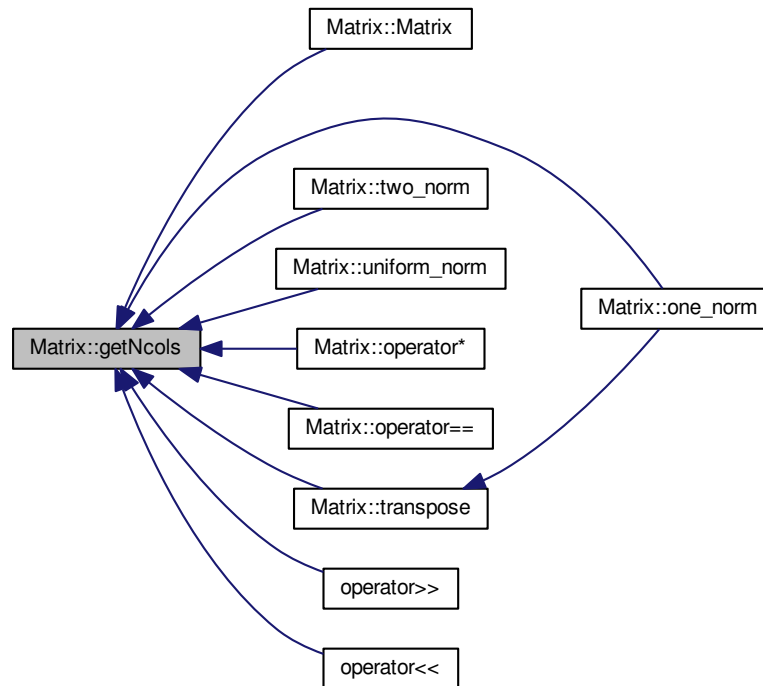 Matrix::Matrix
Matrix::two_norm
Matrix::uniform_norm
Matrix::one_norm
Matrix::getNcols
Matrix::operator*
Matrix::operator==
Matrix::transpose
operator>>
operator<<